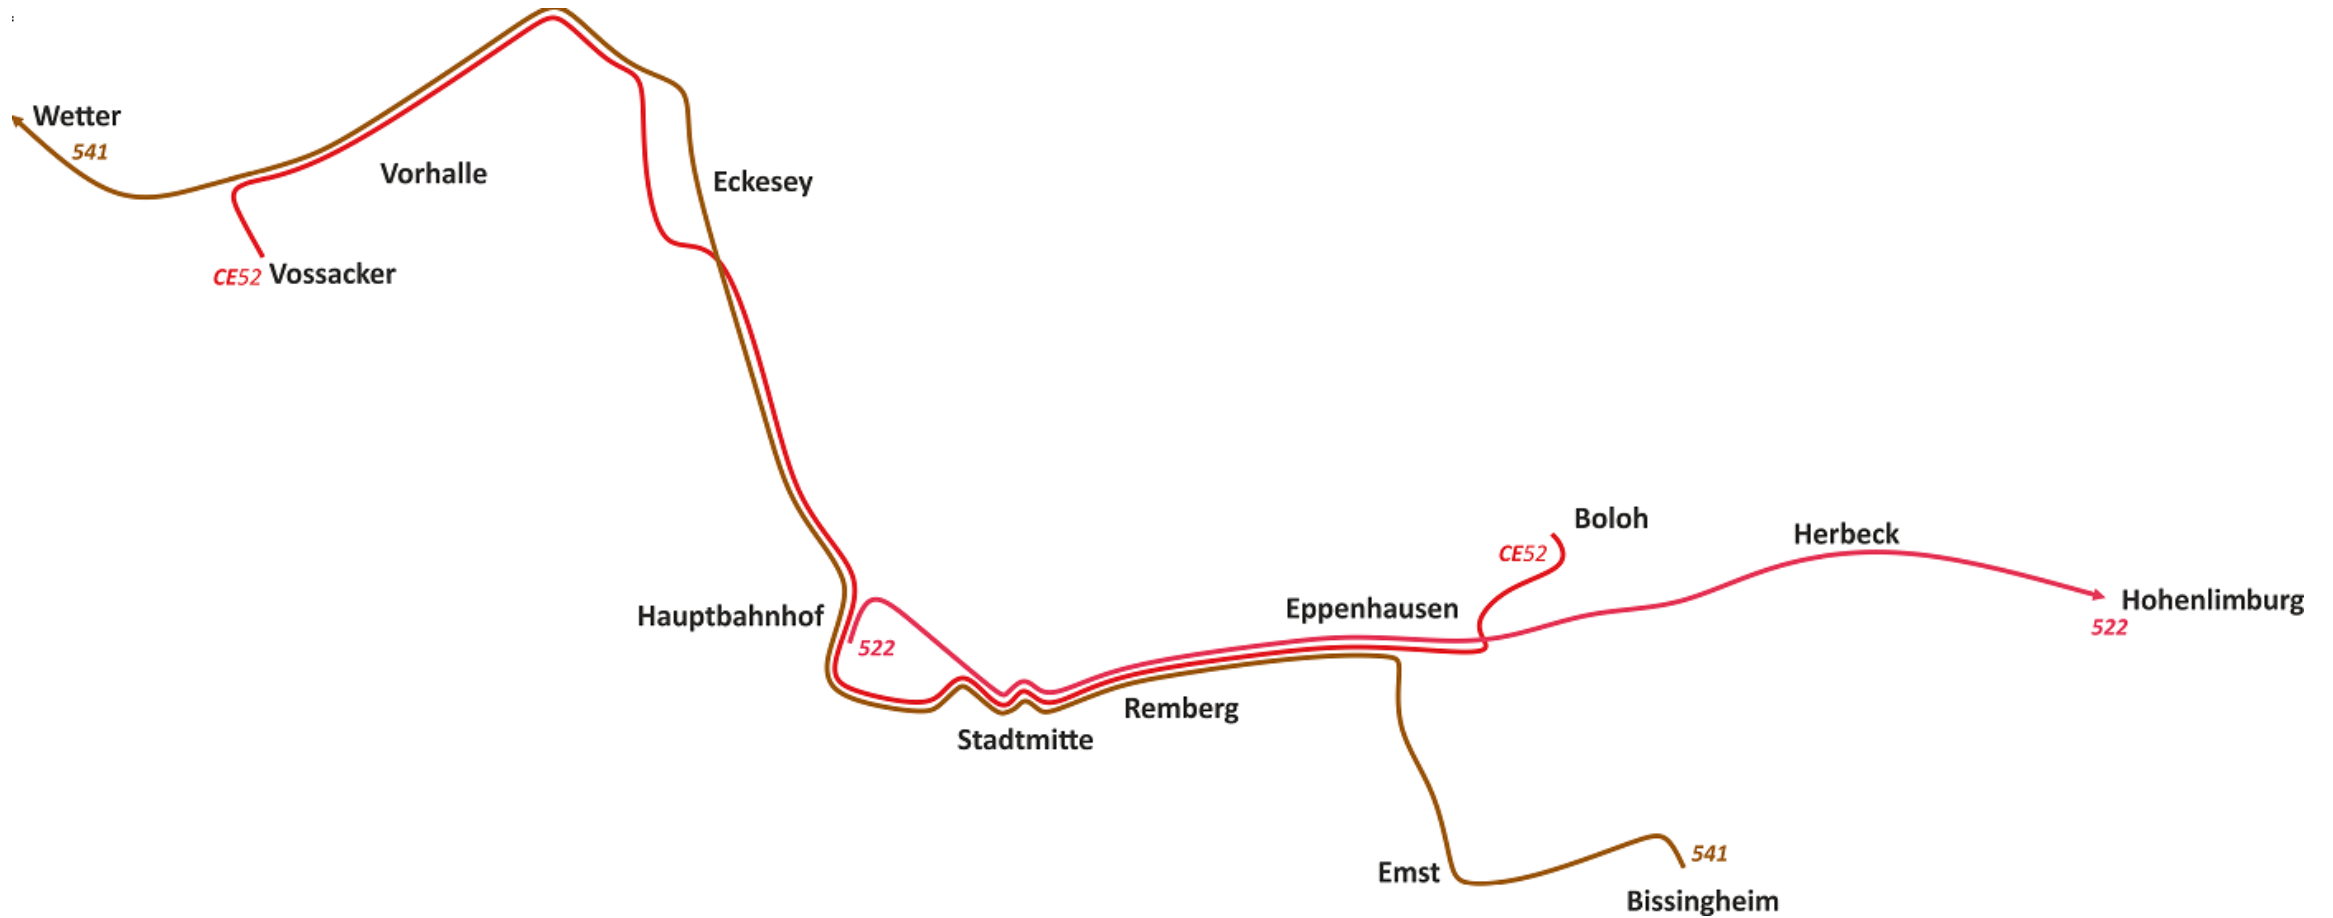 Wetter
541
Vorhalle
Eckesey
CE52 Vossacker
Hauptbahnhof
522
Stadtmitte
Remberg
Eppenhausen
Boloh
CE52
Herbeck
Hohenlimburg
522
Emst
541
Bissingheim